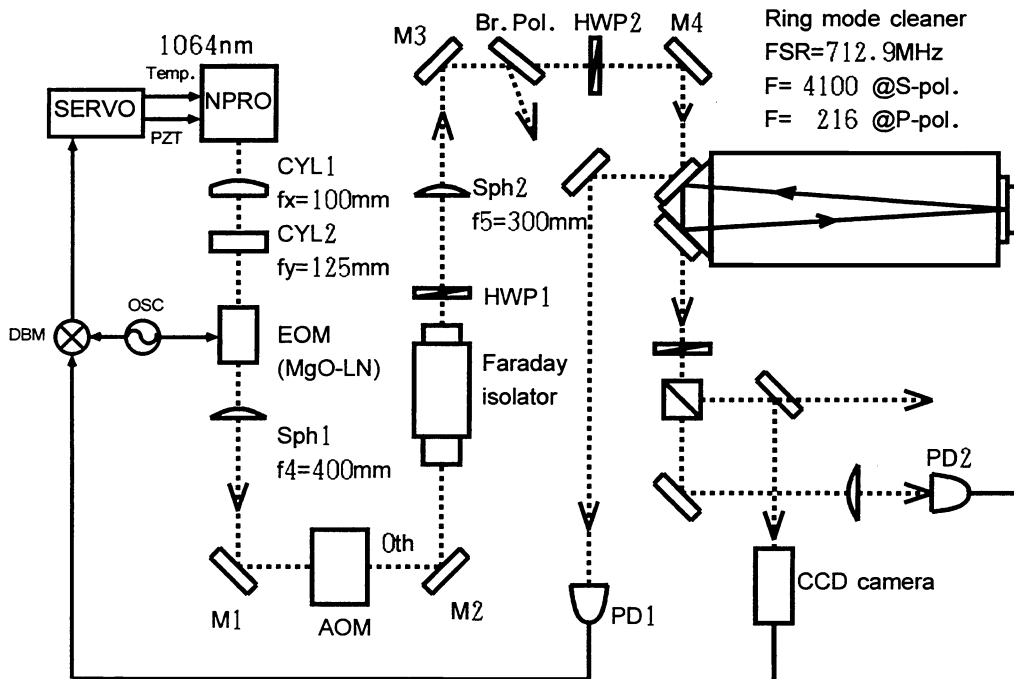 1064nm
Temp.
SERVO
NPRO
PZT
CYL1
fx=100mm
CYL2
fy=125mm
DBM
OSC
EOM
(MgO-LN)
Sph1
f4=400mm
M1
AOM
0th
M2
Faraday
isolator
HWP1
Sph2
f5=300mm
M3
Br. Pol.
HWP2
M4
Ring mode cleaner
FSR=712.9MHz
F= 4100 @S-pol.
F= 216 @P-pol.
PD1
PD2
CCD camera